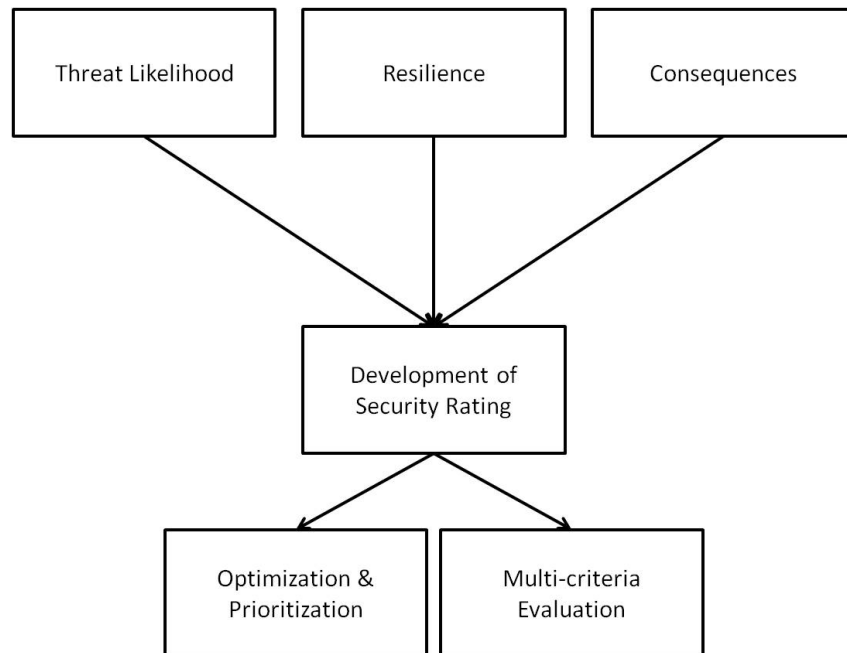 Threat Likelihood
Resilience
Consequences
Development of
Security Rating
Optimization &
Prioritization
Multi-criteria
Evaluation